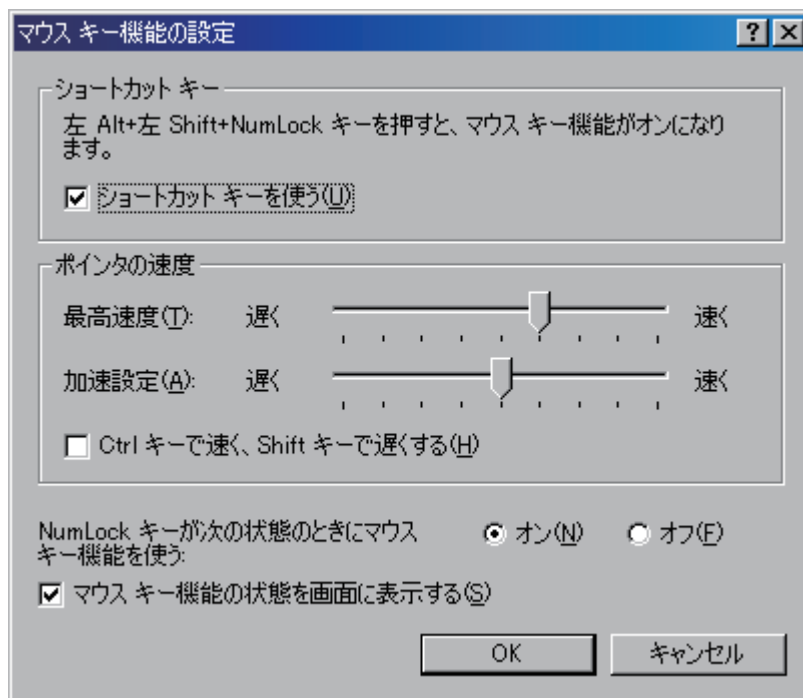 マウス キー機能の設定
ショートカット キー
左 Alt+左 Shift+NumLock キーを押すと、マウス キー機能がオンになり
ます。
ショートカット キーを使う(U)
ポインタの速度
最高速度(T): 遅く 速く
加速設定(A): 遅く 速く
Ctrl キーで速く、Shift キーで遅くする(H)
NumLock キーが次の状態のときにマウス オン(N) オフ(F)
キー機能を使う:
マウス キー機能の状態を画面に表示する(S)
OK キャンセル